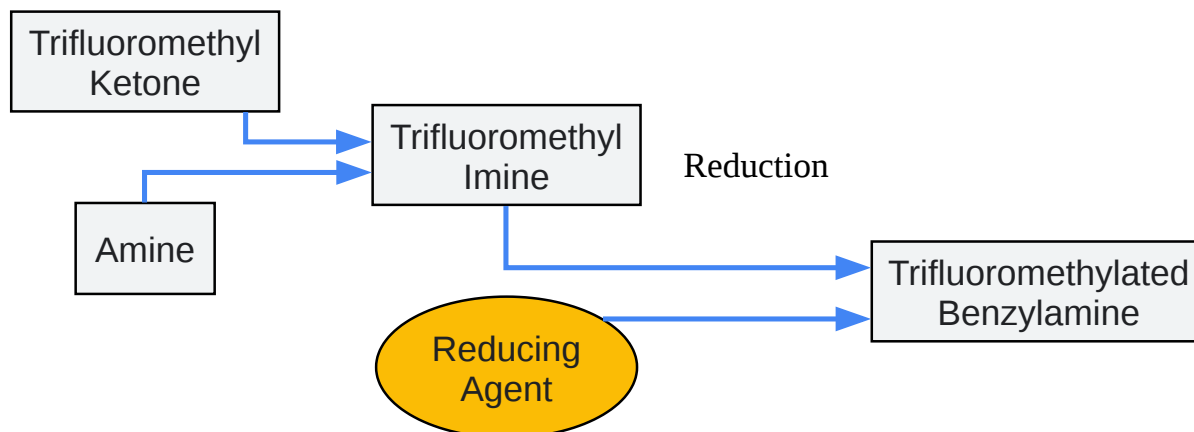 Trifluoromethyl
Ketone
Trifluoromethyl
Imine
Reduction
Amine
Trifluoromethylated
Benzylamine
Reducing
Agent